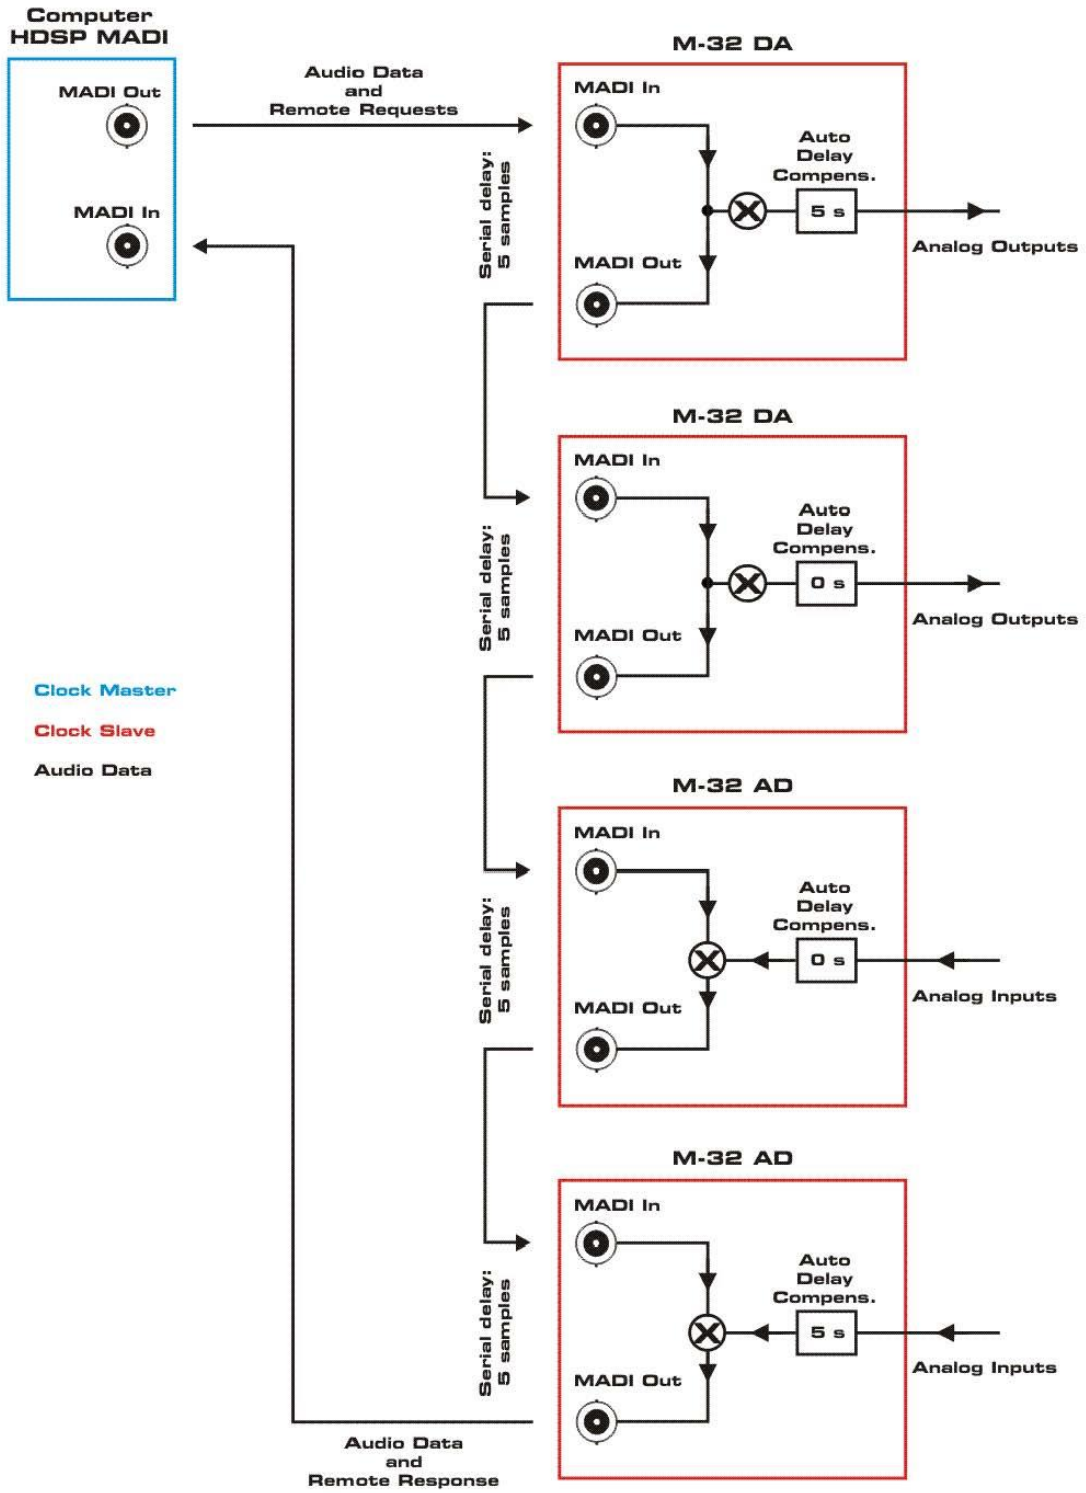 Computer
HDSP MADI
MADI Out
MADI In
Audio Data
and
Remote Requests
M-32 DA
MADI In
Auto
Delay
Compens.
5 s
Analog Outputs
MADI Out
Serial delay:
5 samples
M-32 DA
MADI In
Auto
Delay
Compens.
0 s
Analog Outputs
MADI Out
Serial delay:
5 samples
Clock Master
Clock Slave
Audio Data
M-32 AD
MADI In
Auto
Delay
Compens.
0 s
Analog Inputs
MADI Out
Serial delay:
5 samples
M-32 AD
MADI In
Auto
Delay
Compens.
5 s
Analog Inputs
MADI Out
Serial delay:
5 samples
Audio Data
and
Remote Response